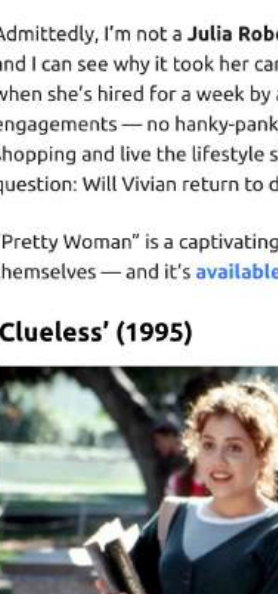 Admittedly, I’m not a Julia Robe
and I can see why it took her car
when she’s hired for a week by a
engagements — no hanky-pank
shopping and live the lifestyle s
question: Will Vivian return to d
“Pretty Woman” is a captivating
themselves — and it’s available
‘Clueless’ (1995)